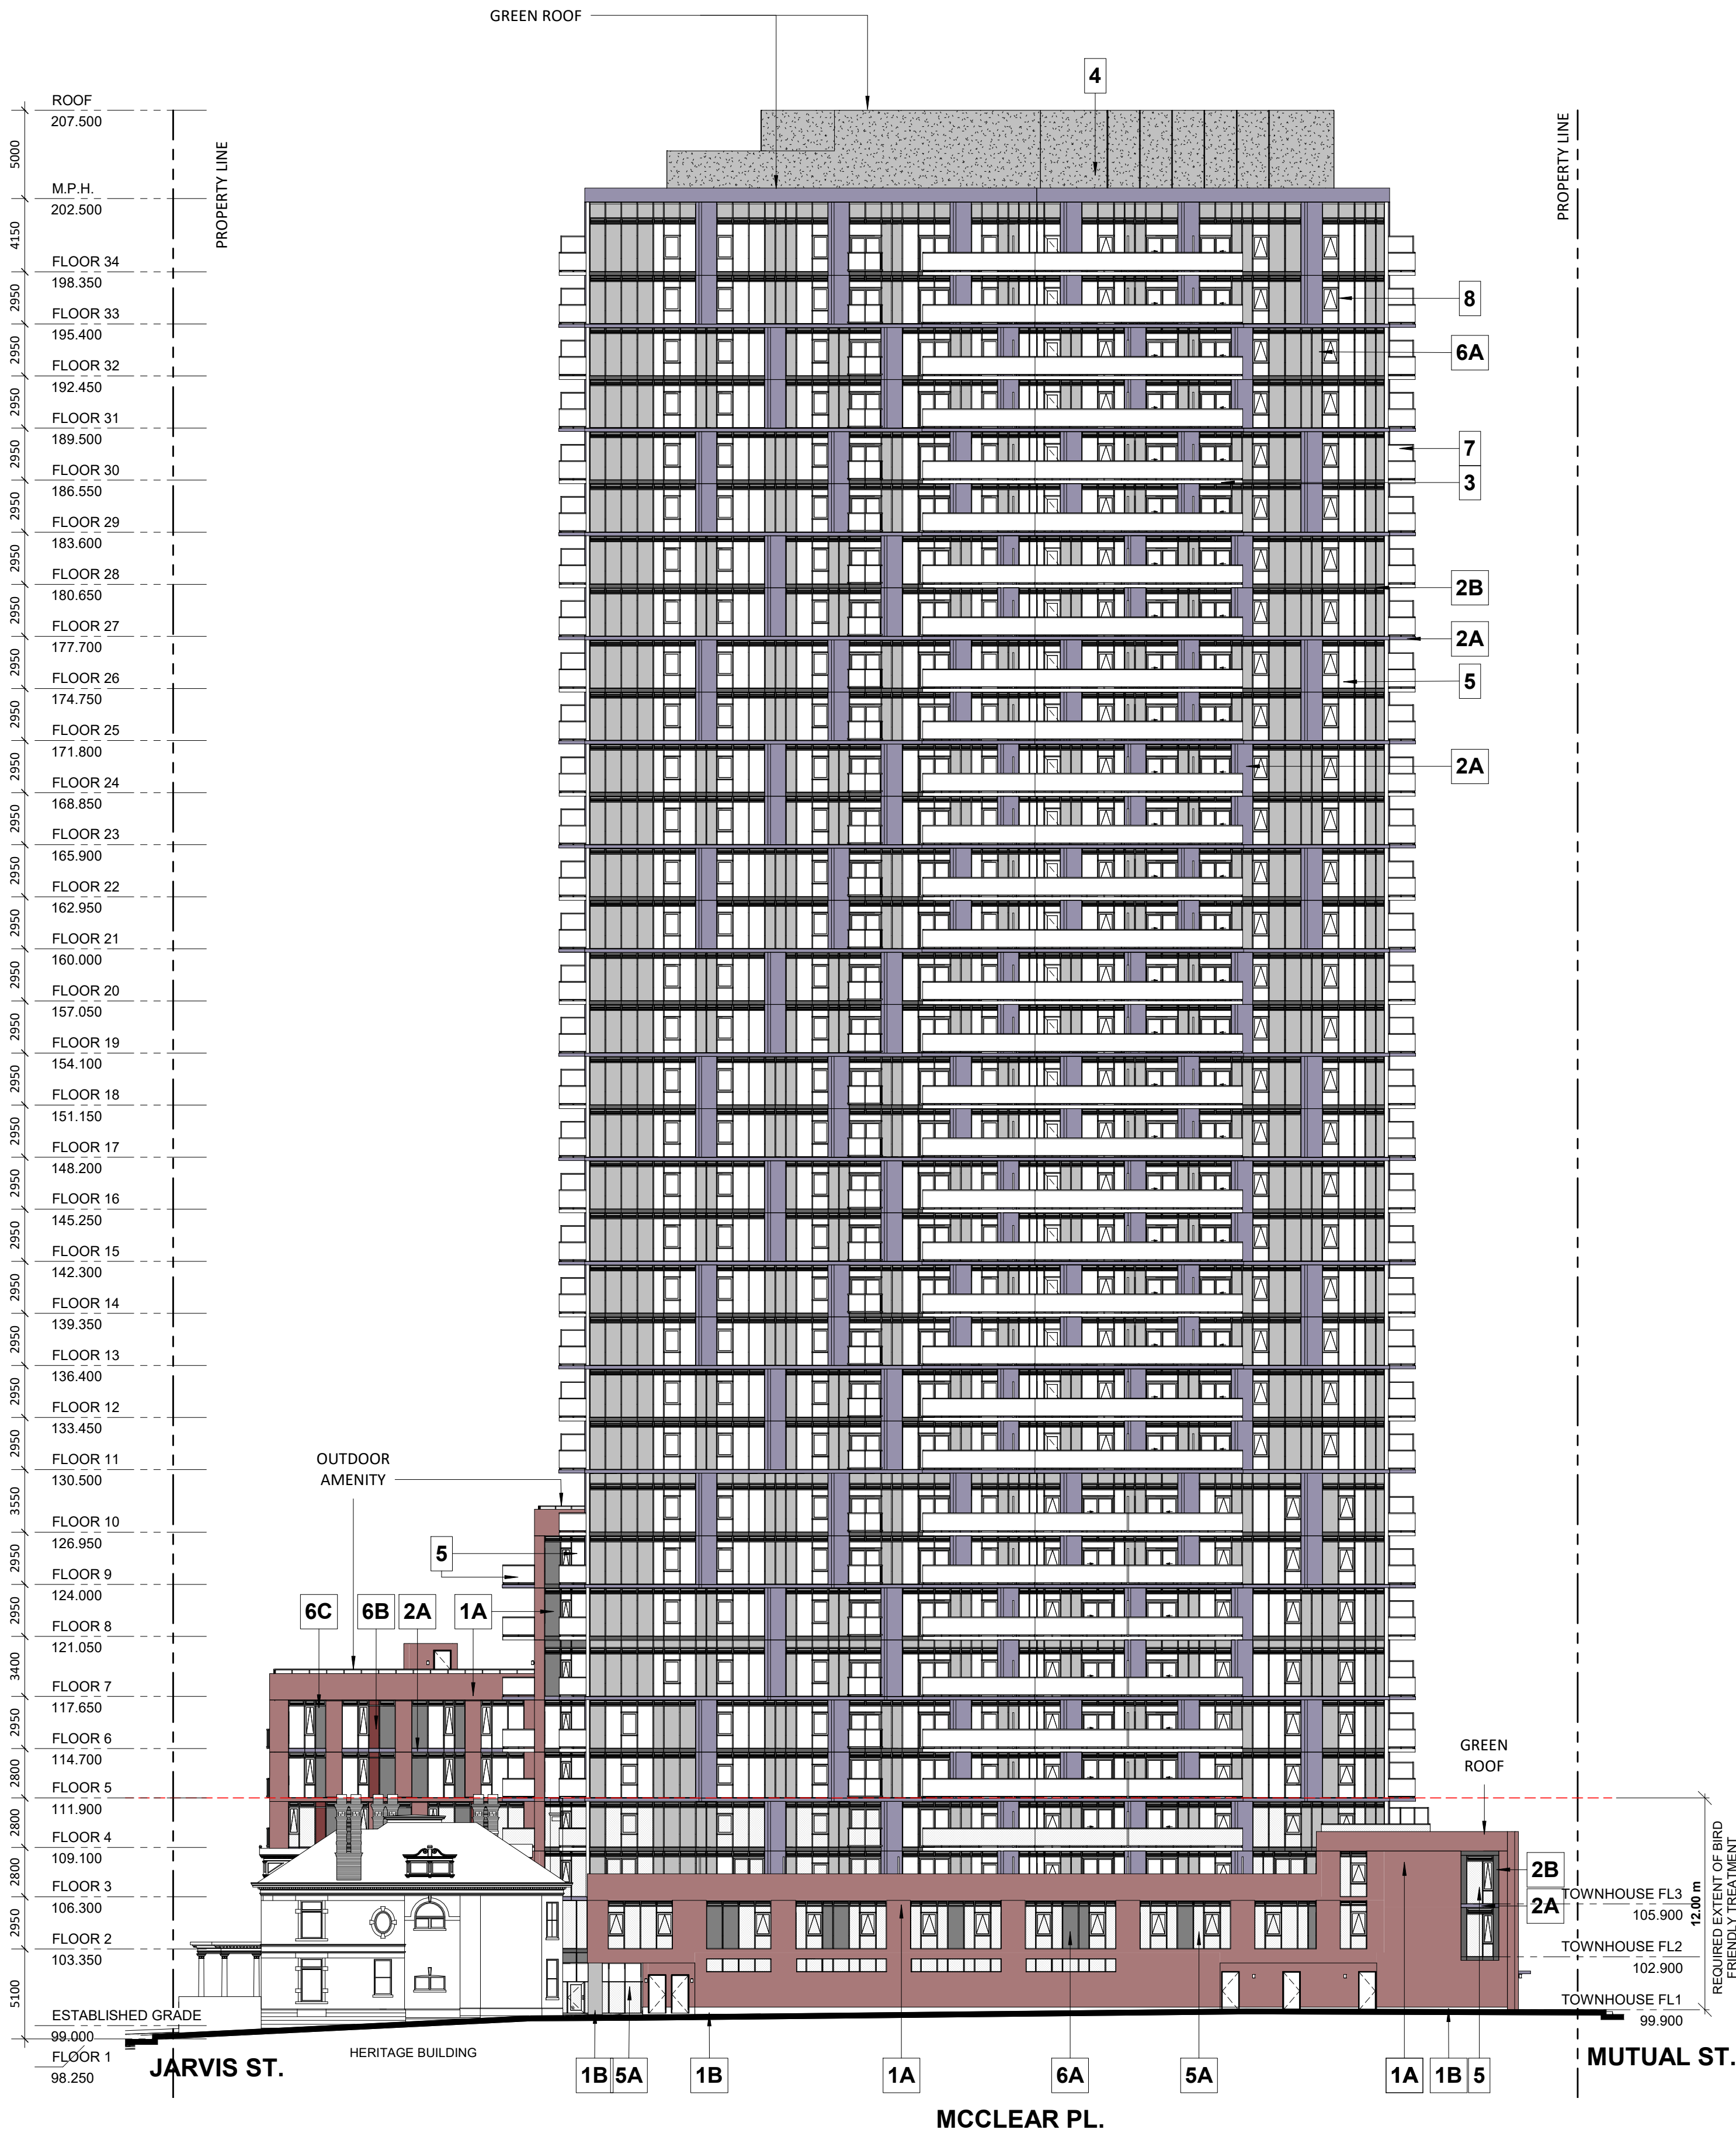 GREEN ROOF
4
ROOF
207.500
5000
PROPERTY LINE
PROPERTY LINE
M.P.H.
202.500
4150
FLOOR 34
198.350
2950
8
FLOOR 33
195.400
2950
6A
FLOOR 32
192.450
2950
FLOOR 31
189.500
2950
7
FLOOR 30
186.550
3
2950
FLOOR 29
183.600
2950
FLOOR 28
180.650
2B
2950
FLOOR 27
177.700
2A
2950
FLOOR 26
174.750
5
2950
FLOOR 25
171.800
2950
2A
FLOOR 24
168.850
2950
FLOOR 23
165.900
2950
FLOOR 22
162.950
2950
FLOOR 21
160.000
2950
FLOOR 20
157.050
2950
FLOOR 19
154.100
2950
FLOOR 18
151.150
2950
FLOOR 17
148.200
2950
FLOOR 16
145.250
2950
FLOOR 15
142.300
2950
FLOOR 14
139.350
2950
FLOOR 13
136.400
2950
FLOOR 12
133.450
2950
FLOOR 11
130.500
OUTDOOR
AMENITY
3550
FLOOR 10
126.950
2950
5
FLOOR 9
124.000
2950
6C 6B 2A 1A
FLOOR 8
121.050
3400
FLOOR 7
117.650
2950
FLOOR 6
114.700
2800
GREEN
ROOF
FLOOR 5
111.900
2800
FLOOR 4
109.100
2800
2B
FLOOR 3
106.300
2A
TOWNHOUSE FL3
105.900
12.00 m
REQUIRED EXTENT OF BIRD
FRIENDLY TREATMENT
2950
FLOOR 2
103.350
TOWNHOUSE FL2
102.900
5100
ESTABLISHED GRADE
99.000
TOWNHOUSE FL1
99.900
FLOOR 1
98.250
JARVIS ST.
HERITAGE BUILDING
MUTUAL ST.
1B 5A 1B 1A 6A 5A 1A 1B 5
MCCLEAR PL.